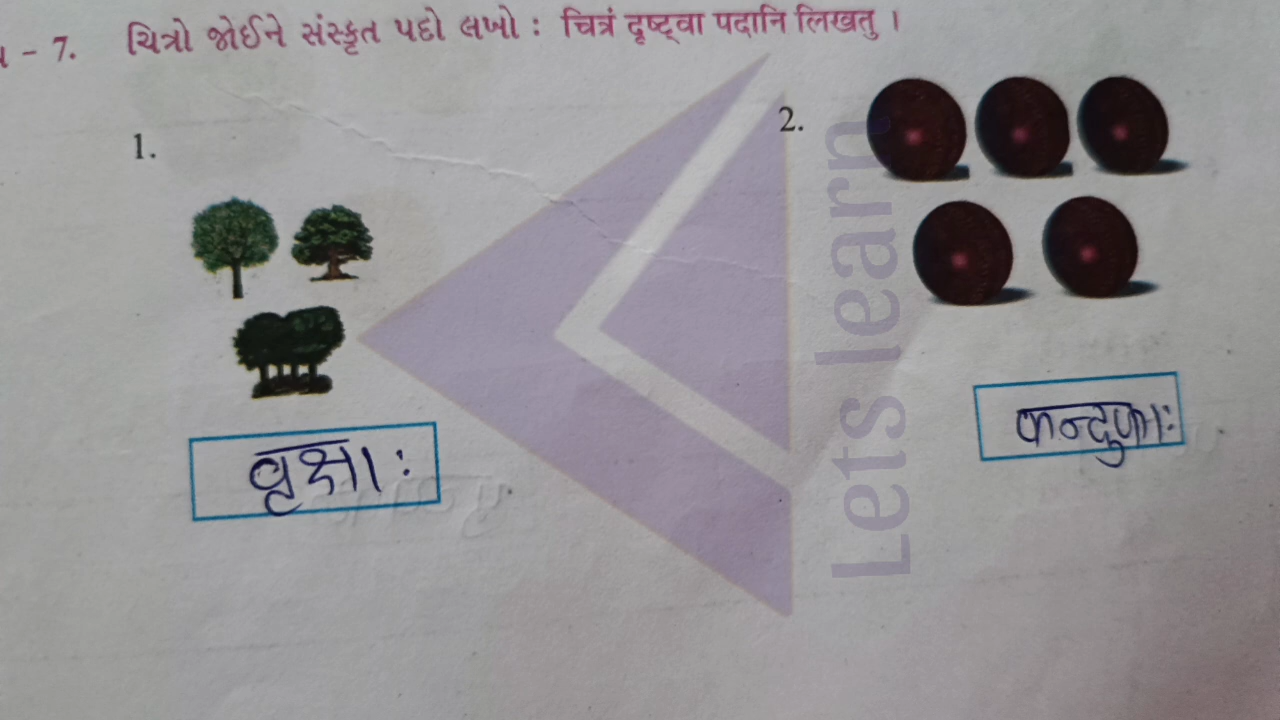 - 7. ચિત્રો જોઈને સંસ્કૃત પદો લખો : चित्रं दृष्ट्वा पदानि लिखतु ।
1.
2.
वृक्षाः
कन्दुकाः
Lets learn